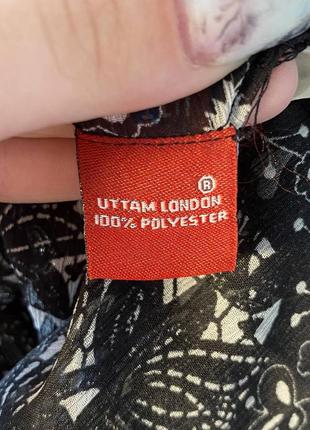 ®
UTTAM LONDON
100% POLYESTER